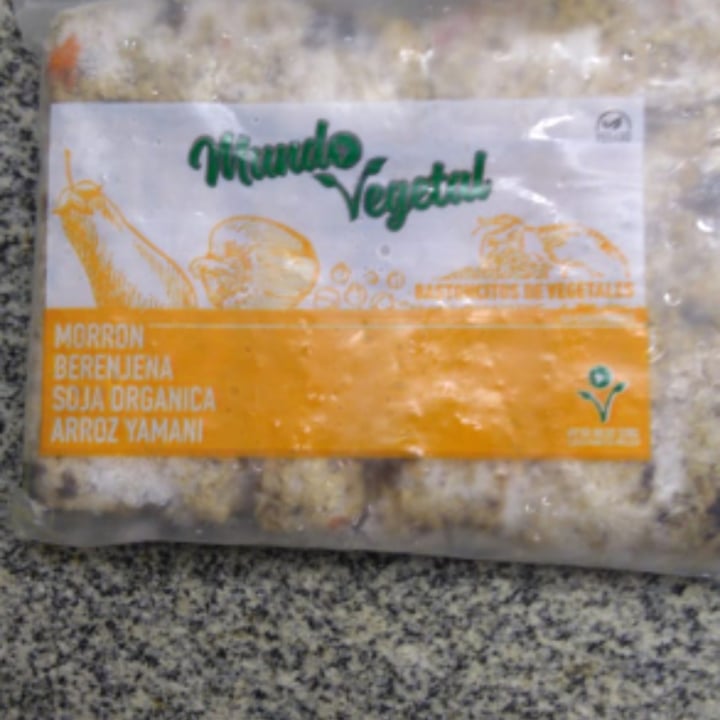 Mundo
Vegetal
BASTONCITOS DE VEGETALES
MORRON
BERENJENA
SOJA ORGANICA
ARROZ YAMANI